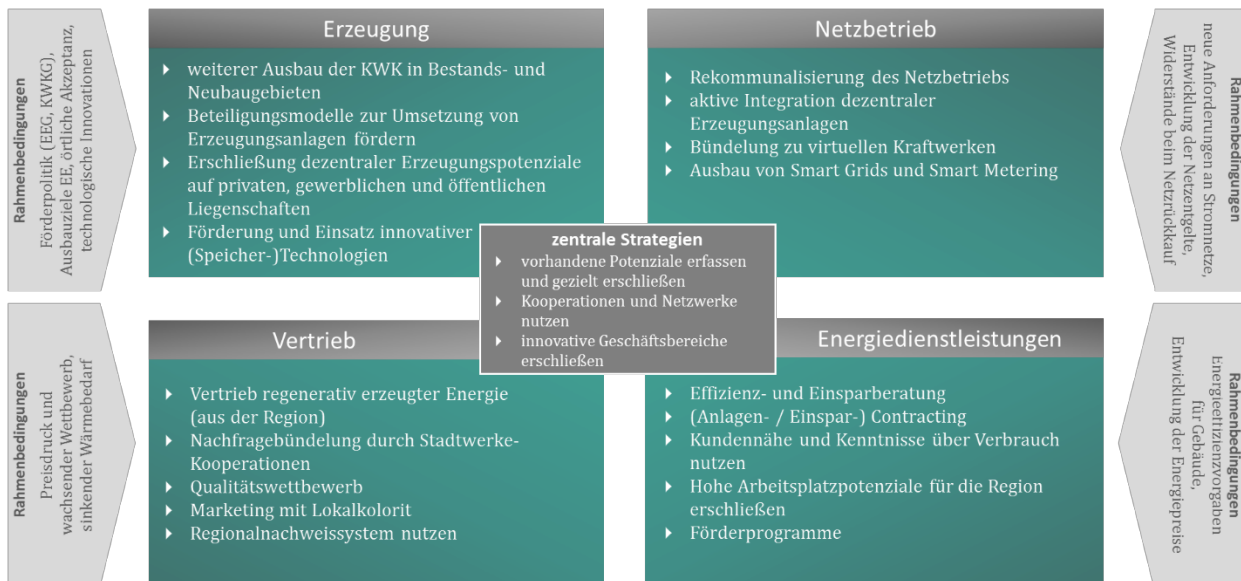 Rahmenbedingungen
Förderpolitik (EEG, KWKG),
Ausbauziele EE, örtliche Akzeptanz,
technologische Innovationen
Erzeugung
weiterer Ausbau der KWK in Bestands- und
Neubaugebieten
Beteiligungsmodelle zur Umsetzung von
Erzeugungsanlagen fördern
Erschließung dezentraler Erzeugungspotenziale
auf privaten, gewerblichen und öffentlichen
Liegenschaften
Förderung und Einsatz innovativer
(Speicher-)Technologien
Netzbetrieb
Rekommunalisierung des Netzbetriebs
aktive Integration dezentraler
Erzeugungsanlagen
Bündelung zu virtuellen Kraftwerken
Ausbau von Smart Grids und Smart Metering
Rahmenbedingungen
neue Anforderungen an Stromnetze,
Entwicklung der Netzentgelte,
Widerstände beim Netzrückkauf
zentrale Strategien
vorhandene Potenziale erfassen
und gezielt erschließen
Kooperationen und Netzwerke
nutzen
innovative Geschäftsbereiche
erschließen
Rahmenbedingungen
Preisdruck und
wachsender Wettbewerb,
sinkender Wärmebedarf
Vertrieb
Vertrieb regenerativ erzeugter Energie
(aus der Region)
Nachfragebündelung durch Stadtwerke-
Kooperationen
Qualitätswettbewerb
Marketing mit Lokalkolorit
Regionalnachweissystem nutzen
Energiedienstleistungen
Effizienz- und Einsparberatung
(Anlagen- / Einspar-) Contracting
Kundennähe und Kenntnisse über Verbrauch
nutzen
Hohe Arbeitsplatzpotenziale für die Region
erschließen
Förderprogramme
Rahmenbedingungen
Energieeffizienzvorgaben
für Gebäude,
Entwicklung der Energiepreise